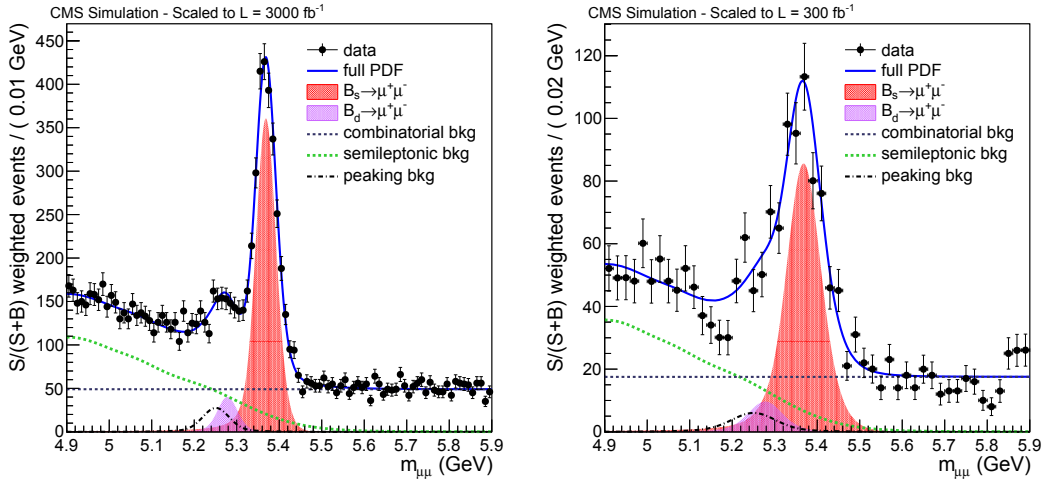 CMS Simulation - Scaled to L = 3000 fb⁻¹
S/(S+B) weighted events / ( 0.01 GeV)
450
400
350
300
250
200
150
100
50
0
data
full PDF
Bₛ→μ⁺μ⁻
B_d→μ⁺μ⁻
combinatorial bkg
semileptonic bkg
peaking bkg
4.9 5 5.1 5.2 5.3 5.4 5.5 5.6 5.7 5.8 5.9
m_μμ (GeV)
CMS Simulation - Scaled to L = 300 fb⁻¹
S/(S+B) weighted events / ( 0.02 GeV)
120
100
80
60
40
20
0
data
full PDF
Bₛ→μ⁺μ⁻
B_d→μ⁺μ⁻
combinatorial bkg
semileptonic bkg
peaking bkg
4.9 5 5.1 5.2 5.3 5.4 5.5 5.6 5.7 5.8 5.9
m_μμ (GeV)